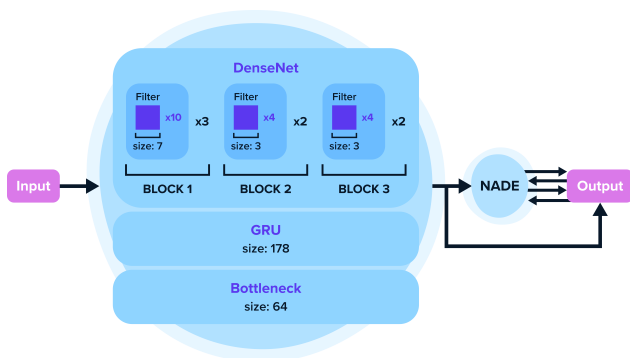 DenseNet
Filter
x10
size: 7
x3
BLOCK 1
Filter
x4
size: 3
x2
BLOCK 2
Filter
x4
size: 3
x2
BLOCK 3
Input
GRU
size: 178
Bottleneck
size: 64
NADE
Output